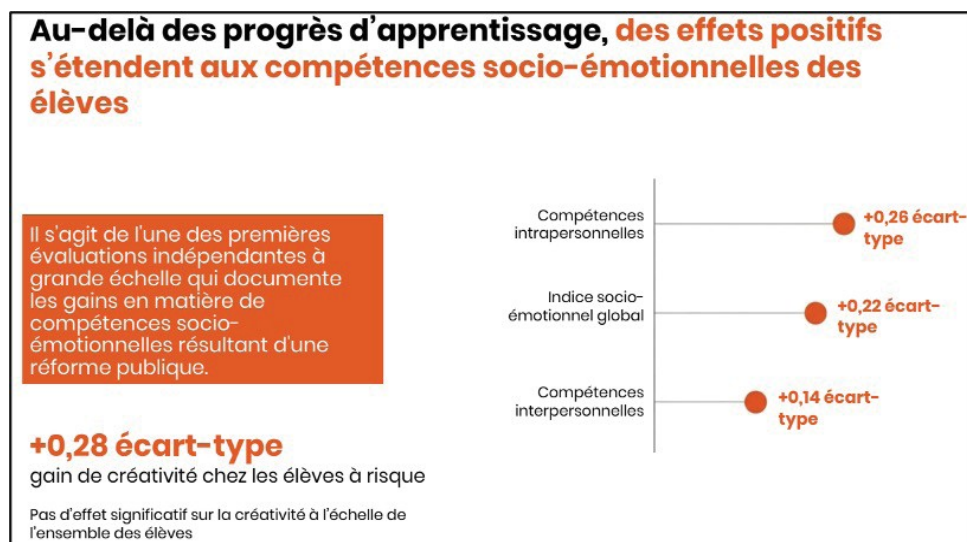 Au-delà des progrès d'apprentissage, des effets positifs
s'étendent aux compétences socio-émotionnelles des
élèves
Il s'agit de l'une des premières
évaluations indépendantes à
grande échelle qui documente
les gains en matière de
compétences socio-
émotionnelles résultant d'une
réforme publique.
+0,28 écart-type
gain de créativité chez les élèves à risque
Pas d'effet significatif sur la créativité à l'échelle de
l'ensemble des élèves
Compétences
intrapersonnelles
+0,26 écart-
type
Indice socio-
émotionnel global
+0,22 écart-
type
Compétences
interpersonnelles
+0,14 écart-
type